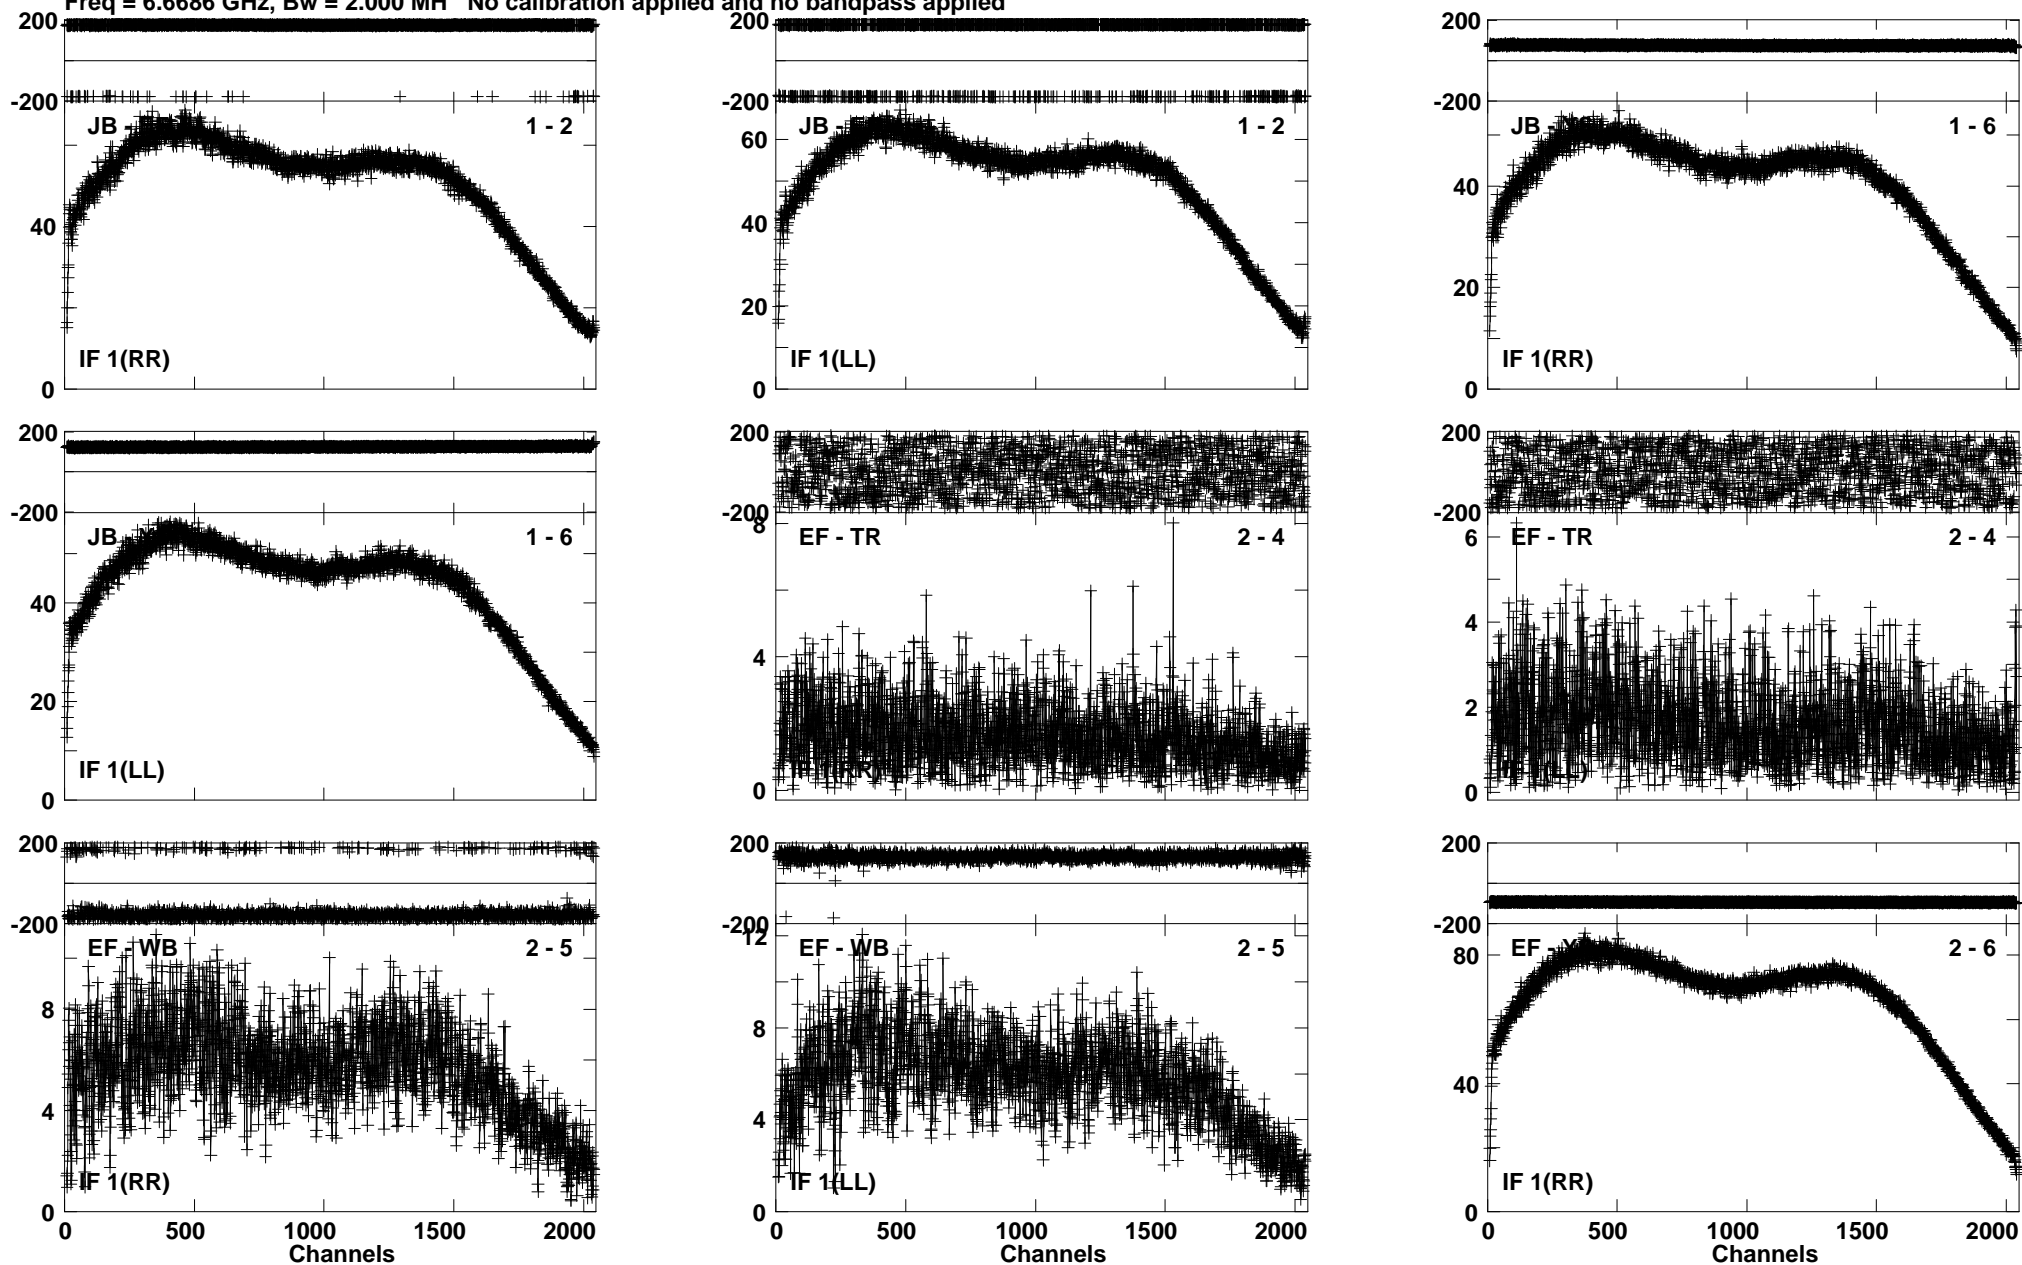 Freq = 6.6686 GHz, Bw = 2.000 MH No calibration applied and no bandpass applied
200
-200
JB -
1 - 2
40
0
IF 1(RR)
200
-200
1 - 2
60
40
20
0
IF 1(LL)
200
-200
JB -
1 - 6
40
20
0
IF 1(RR)
200
-200
JB -
1 - 6
40
20
0
IF 1(LL)
200
-200
EF - TR
2 - 4
8
4
0
200
-200
EF - TR
2 - 4
6
4
2
0
200
-200
EF - WB
2 - 5
8
4
0
IF 1(RR)
0 500 1000 1500 2000
Channels
200
-200
EF - WB
2 - 5
12
8
4
0
IF 1(LL)
0 500 1000 1500 2000
Channels
200
-200
EF -
2 - 6
80
40
0
IF 1(RR)
0 500 1000 1500 2000
Channels